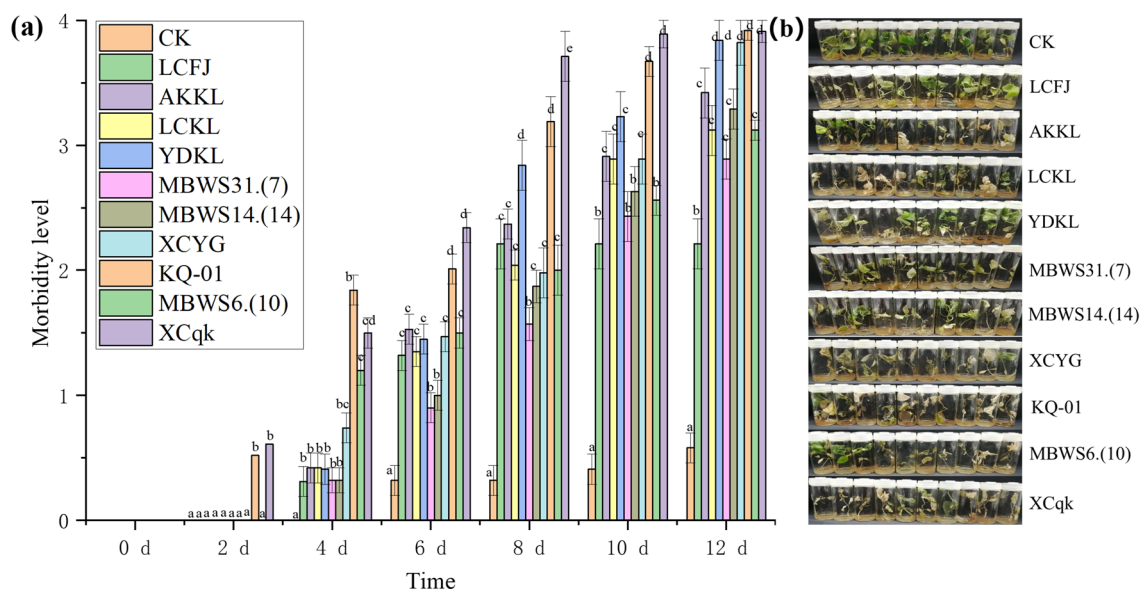 (a)
4
3
2
1
0
Morbidity level
CK
LCFJ
AKKL
LCKL
YDKL
MBWS31.(7)
MBWS14.(14)
XCYG
KQ-01
MBWS6.(10)
XCqk
a a a a a a a a b a b
a b b b b b b bc b c cd
0 d 2 d 4 d 6 d 8 d 10 d 12 d
Time
(b)
CK
LCFJ
AKKL
LCKL
YDKL
MBWS31.(7)
MBWS14.(14)
XCYG
KQ-01
MBWS6.(10)
XCqk